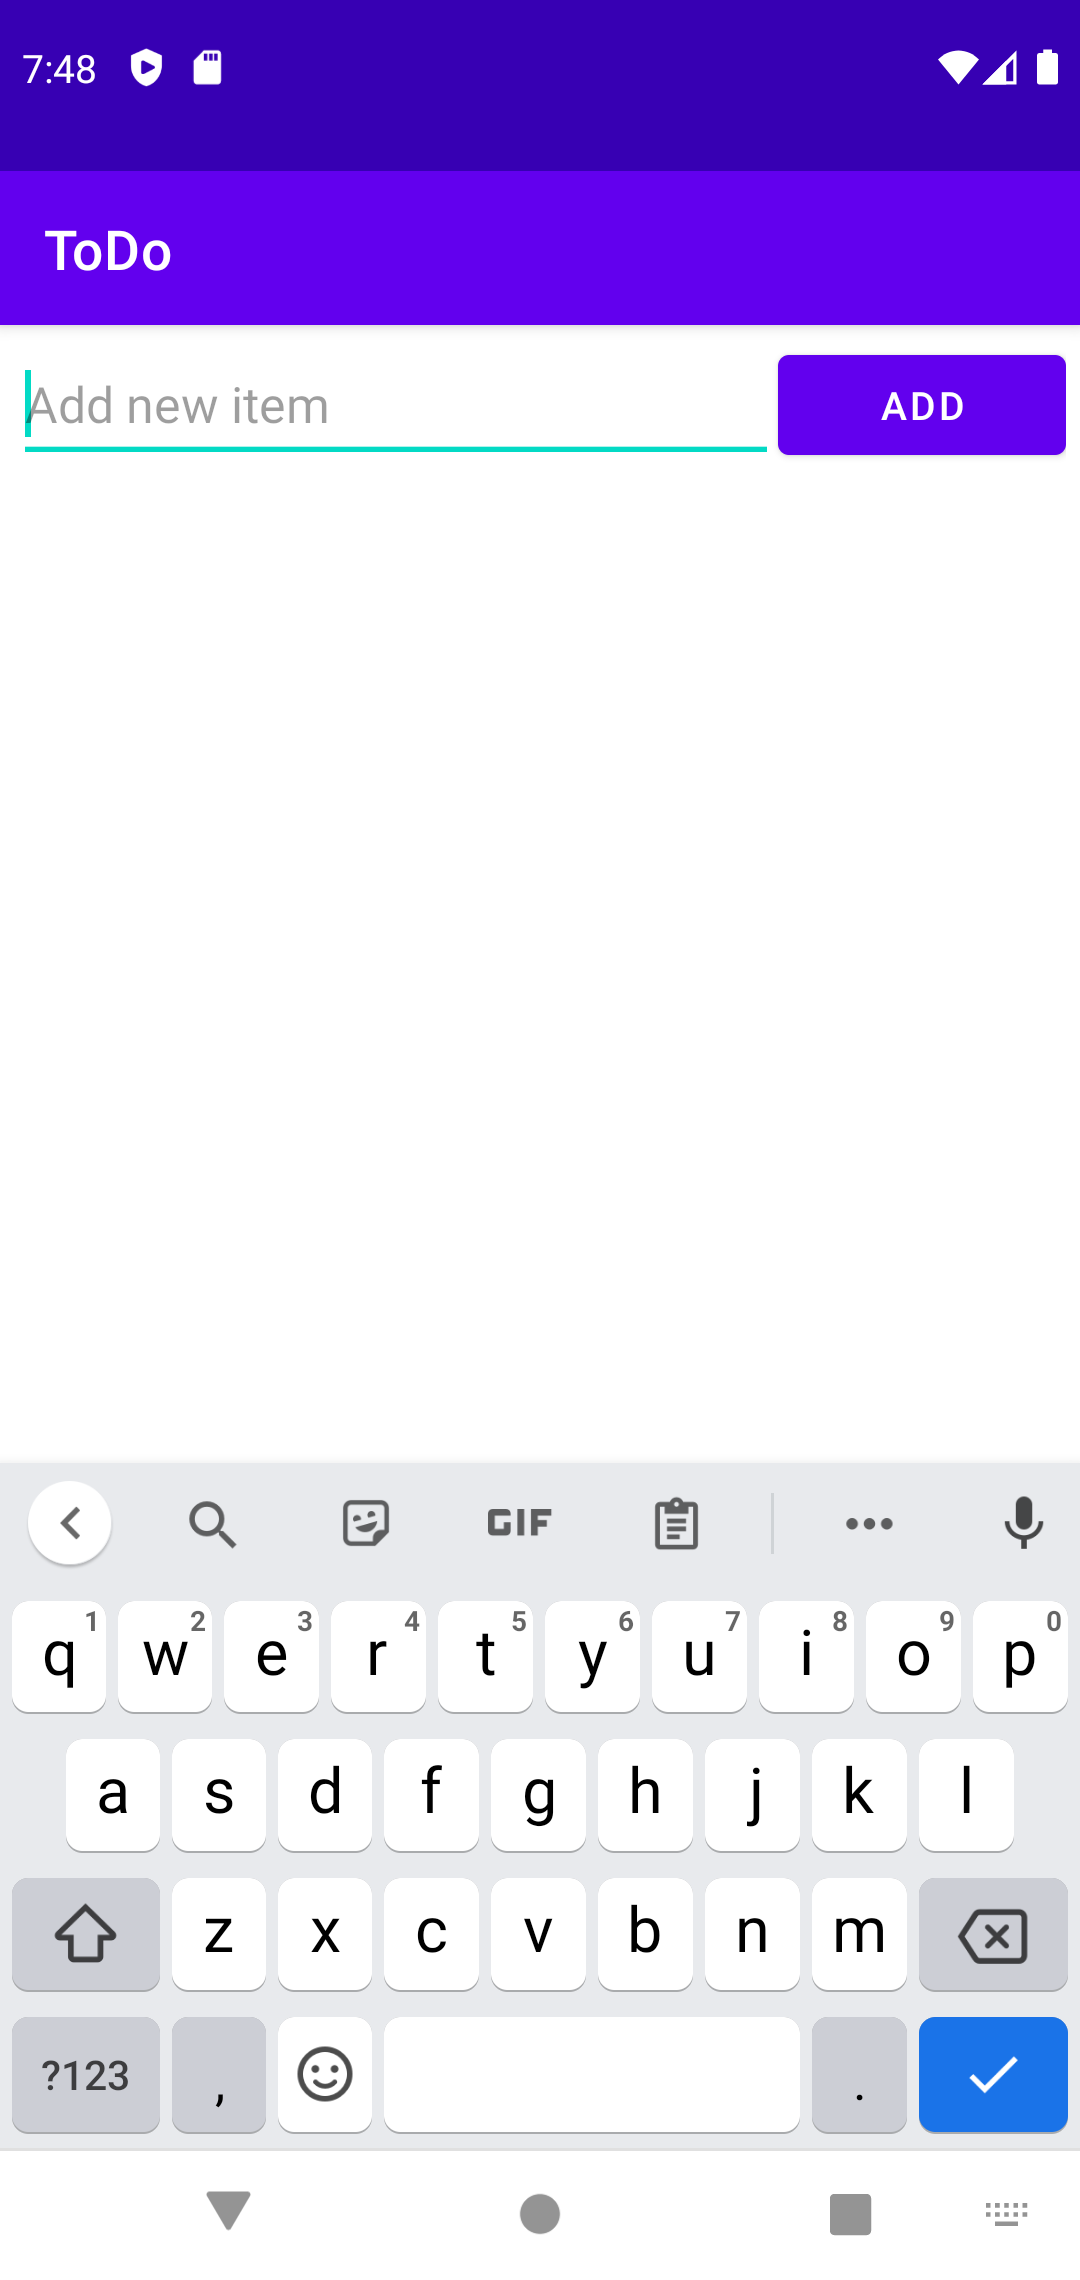 7:48
ToDo
Add new item
ADD
GIF
q 1 w 2 e 3 r 4 t 5 y 6 u 7 i 8 o 9 p 0
a s d f g h j k l
z x c v b n m
?123 , .